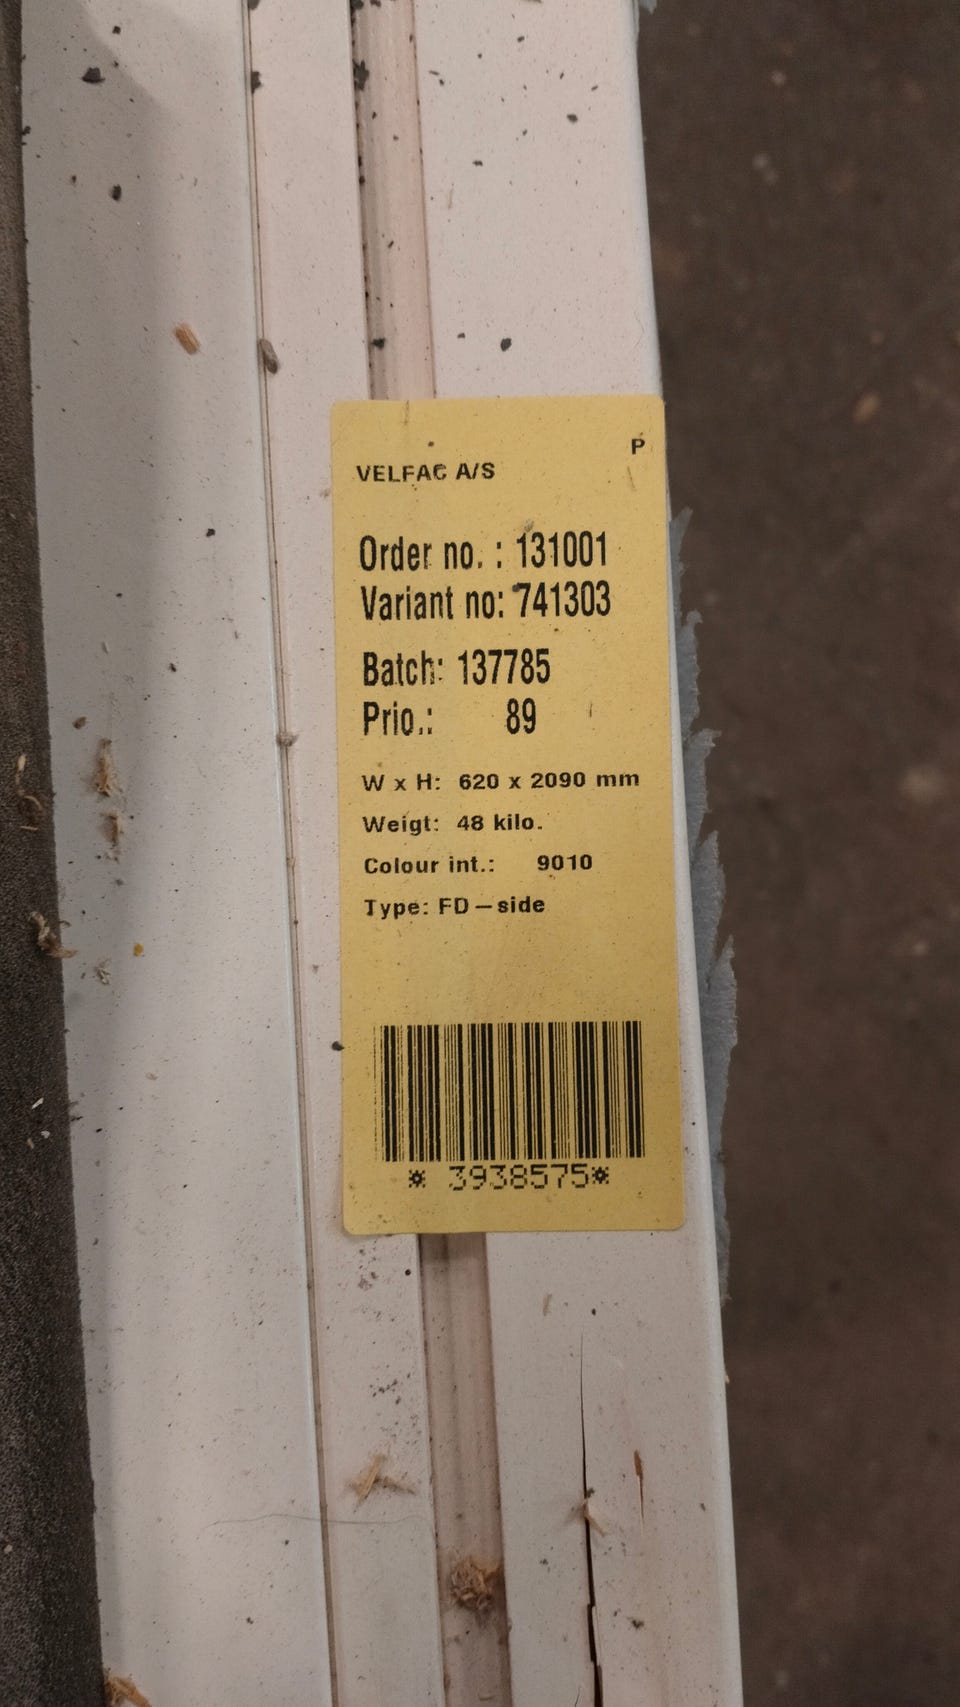 P
VELFAC A/S
Order no. : 131001
Variant no: 741303
Batch: 137785
Prio.: 89
W x H: 620 x 2090 mm
Weigt: 48 kilo.
Colour int.: 9010
Type: FD – side
* 3938575*